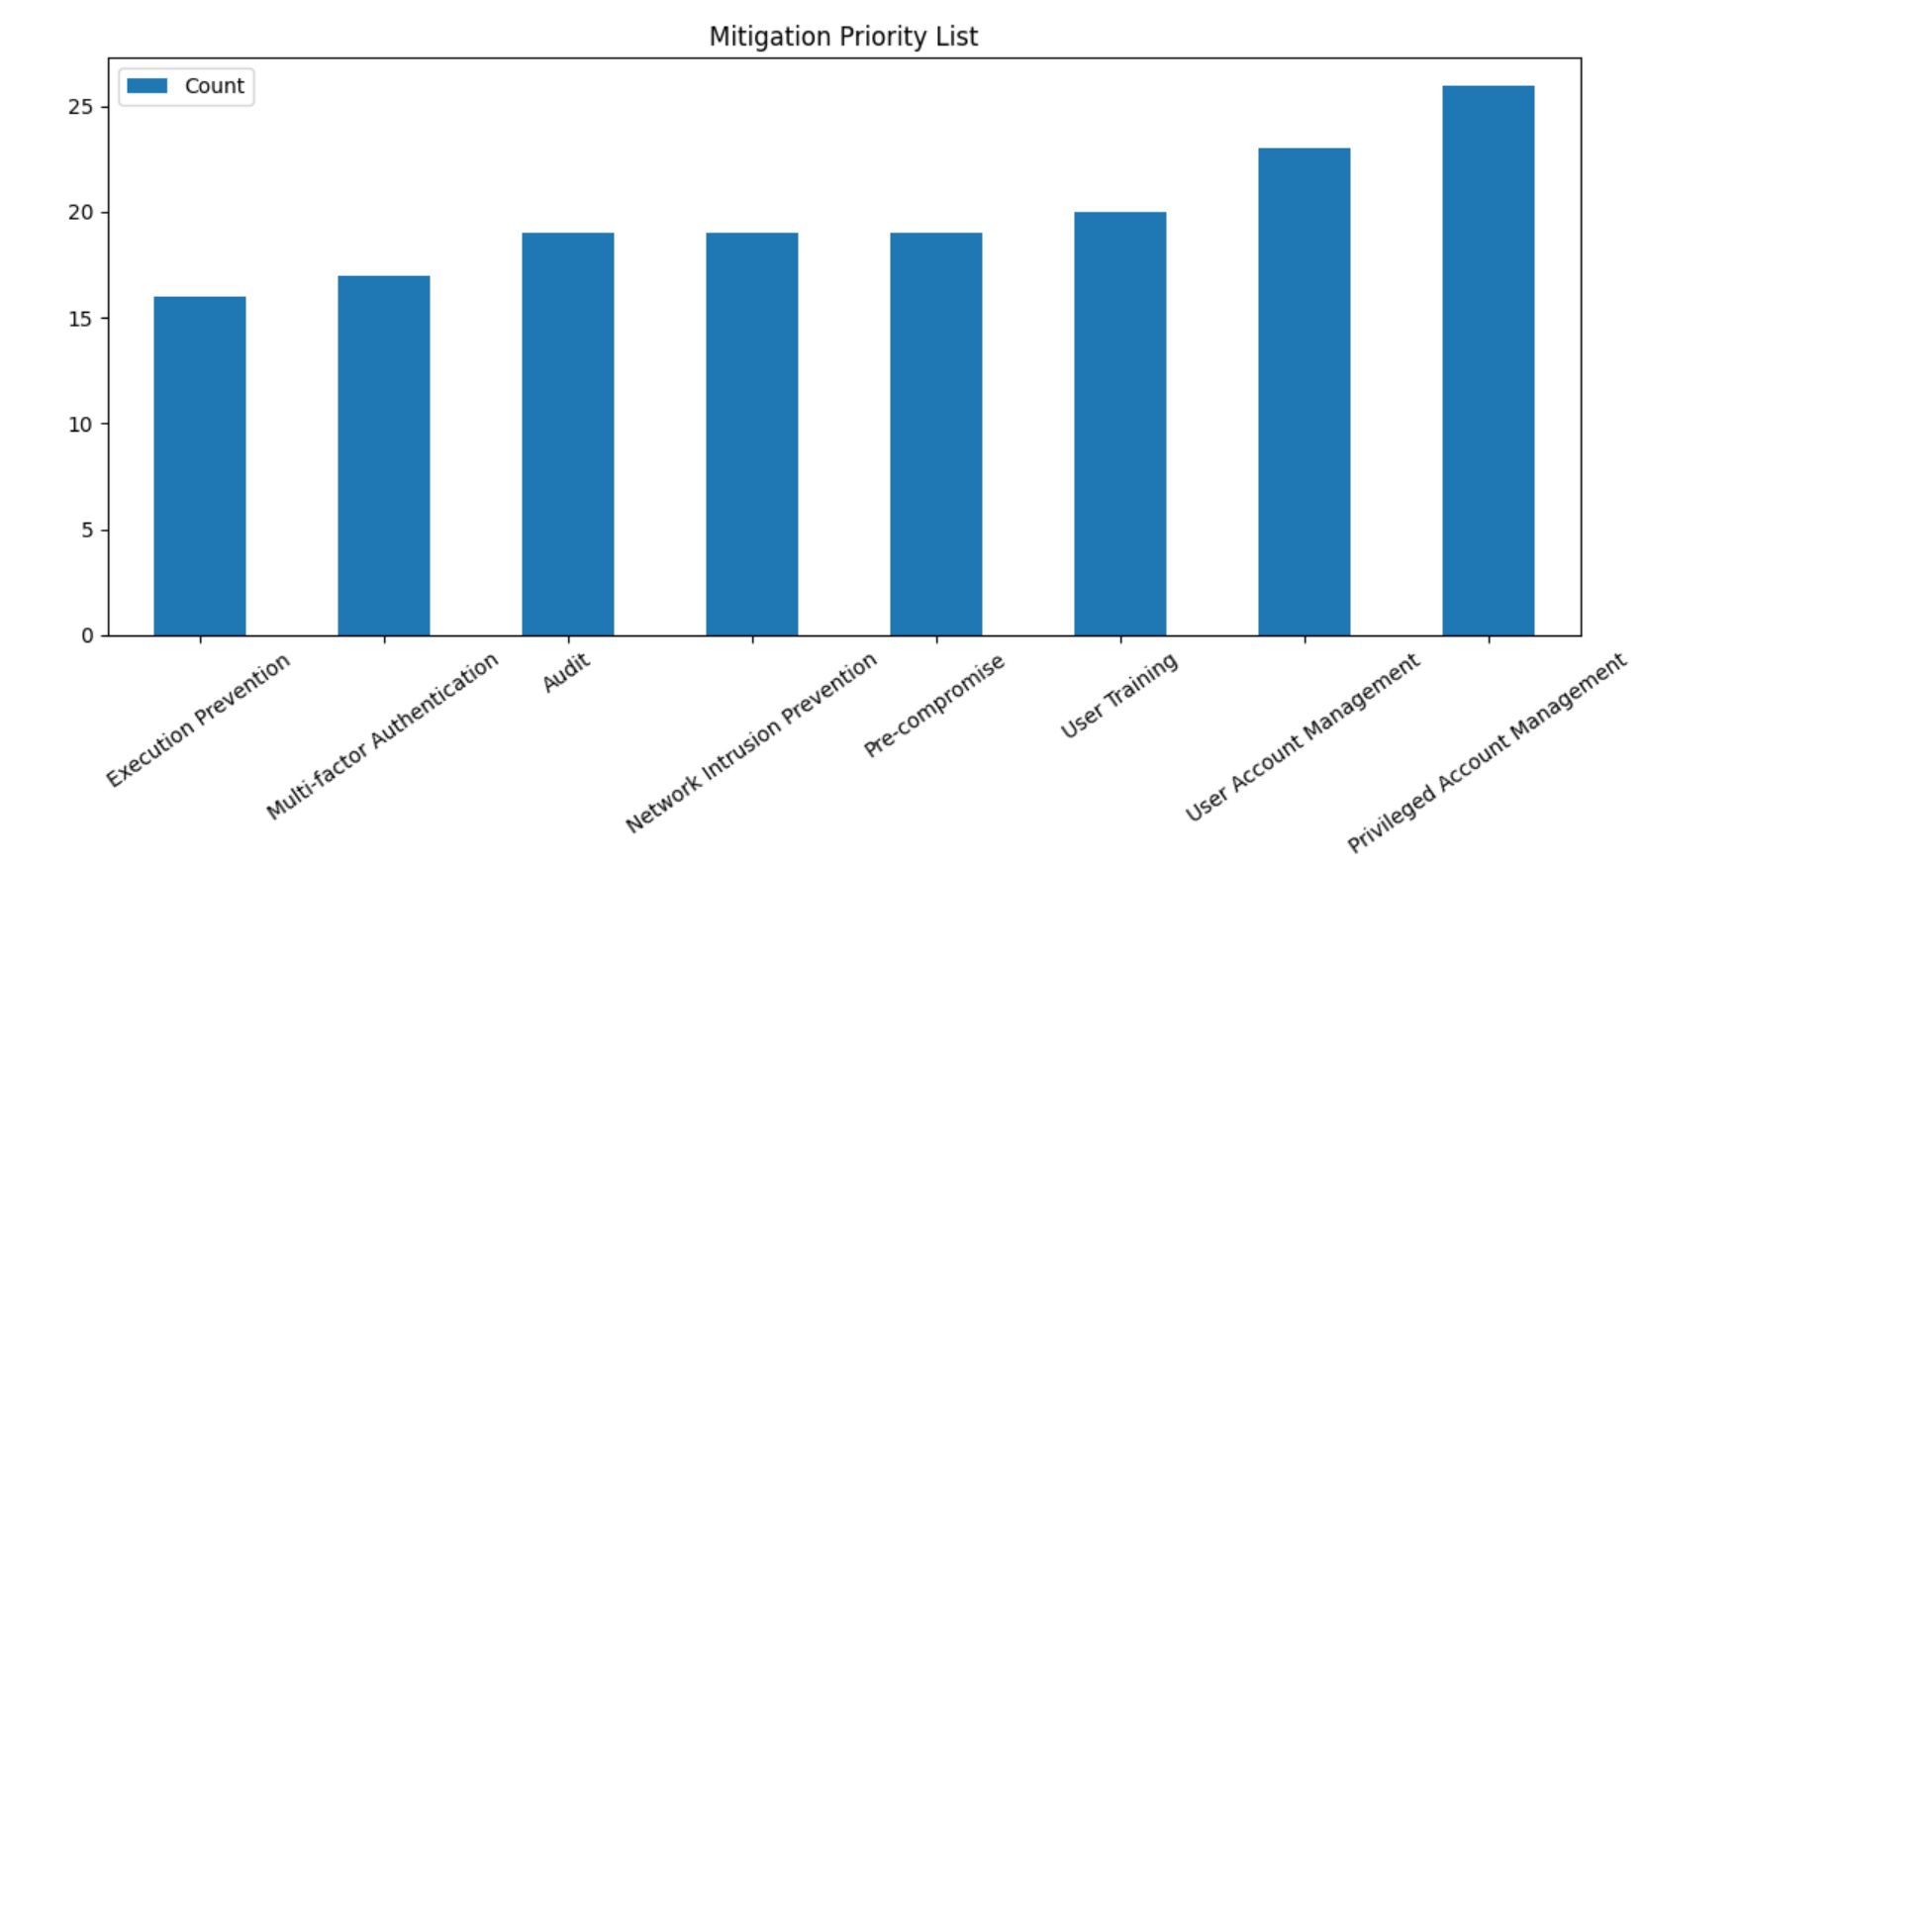 Mitigation Priority List
Count
25
20
15
10
5
0
Execution Prevention
Multi-factor Authentication
Audit
Network Intrusion Prevention
Pre-compromise
User Training
User Account Management
Privileged Account Management